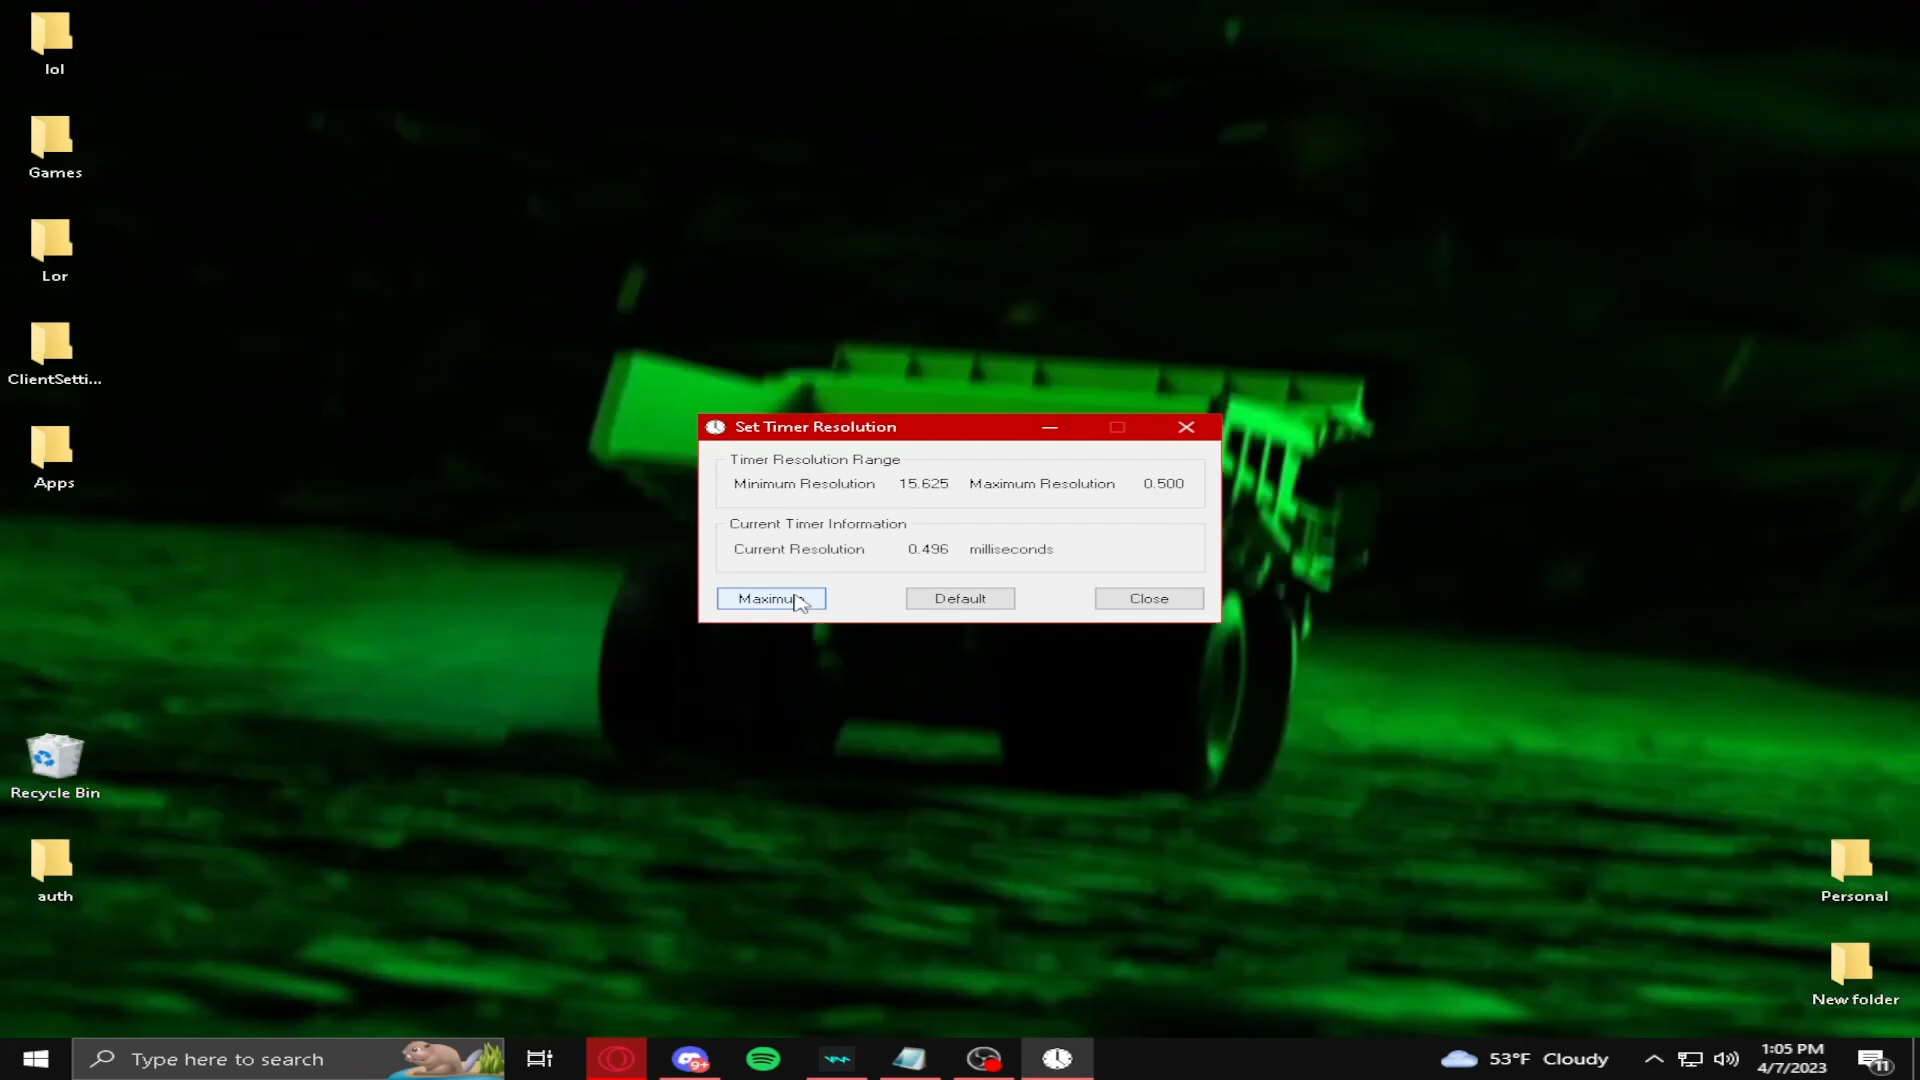 lol
Games
Lor
ClientSetti...
Apps
Recycle Bin
auth
Set Timer Resolution
Timer Resolution Range
Minimum Resolution 15.625 Maximum Resolution 0.500
Current Timer Information
Current Resolution 0.496 milliseconds
Maximum Default Close
Personal
New folder
Type here to search
9+
53°F Cloudy
1:05 PM
4/7/2023
11